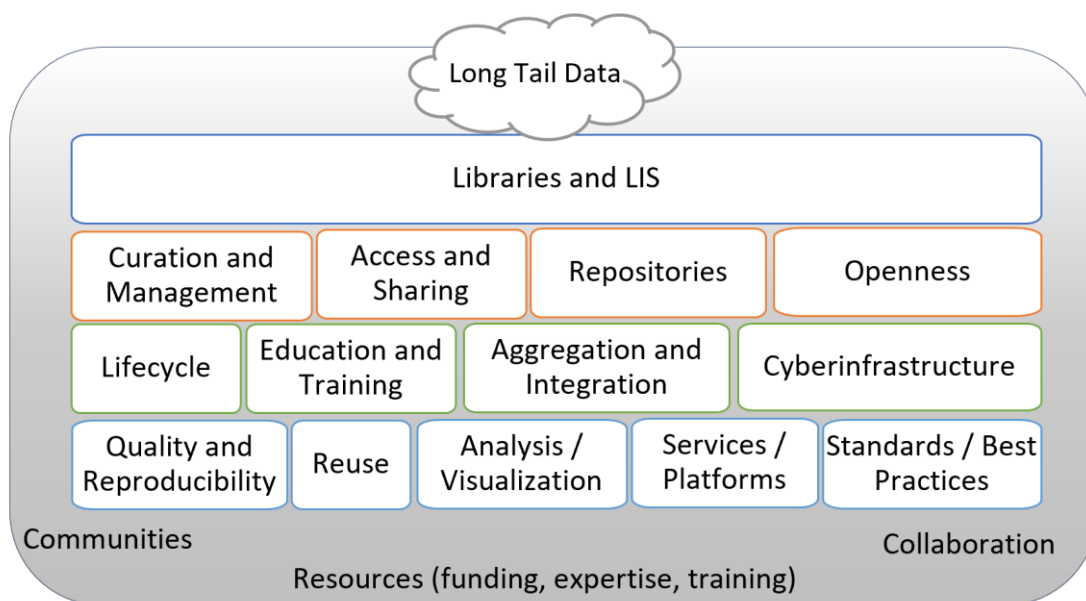 Long Tail Data
Libraries and LIS
Curation and
Management
Access and
Sharing
Repositories
Openness
Lifecycle
Education and
Training
Aggregation and
Integration
Cyberinfrastructure
Quality and
Reproducibility
Reuse
Analysis /
Visualization
Services /
Platforms
Standards / Best
Practices
Communities
Collaboration
Resources (funding, expertise, training)